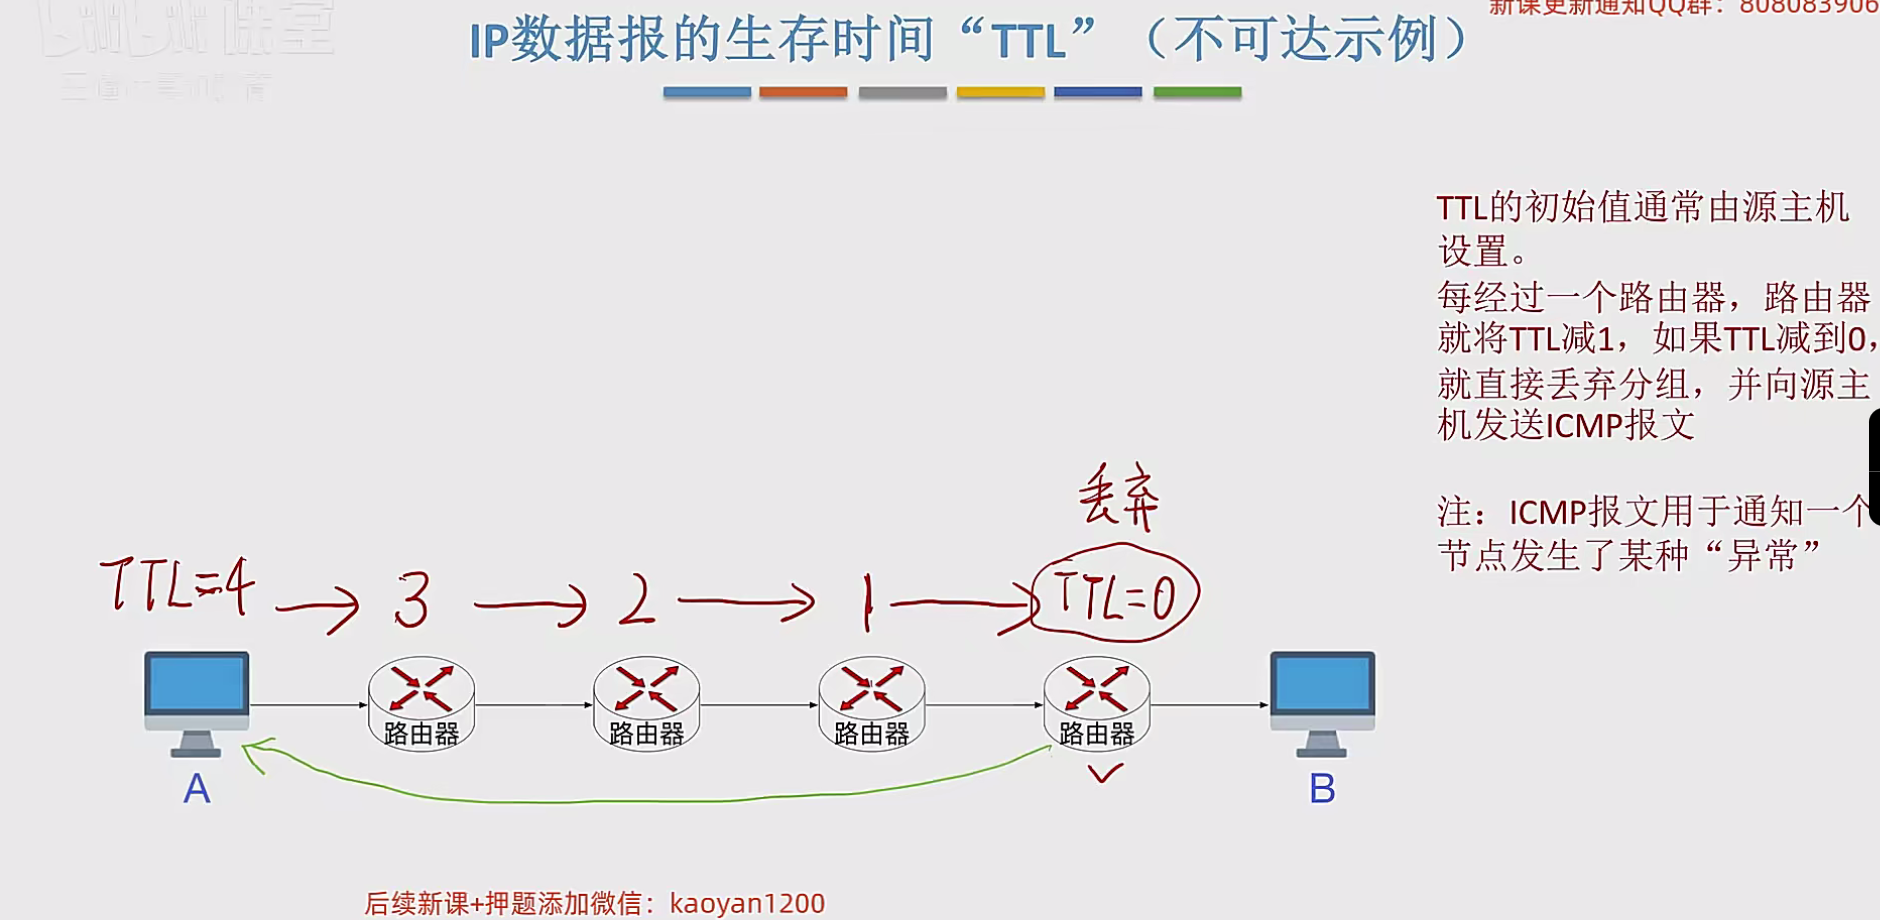 新课更新通知QQ群：808083906
IP数据报的生存时间“TTL”（不可达示例）
TTL的初始值通常由源主机
设置。
每经过一个路由器，路由器
就将TTL减1，如果TTL减到0，
就直接丢弃分组，并向源主
机发送ICMP报文
注：ICMP报文用于通知一个
节点发生了某种“异常”
丢弃
TTL=4 3 2 1 TTL=0
路由器 路由器 路由器 路由器
A B
后续新课+押题添加微信：kaoyan1200